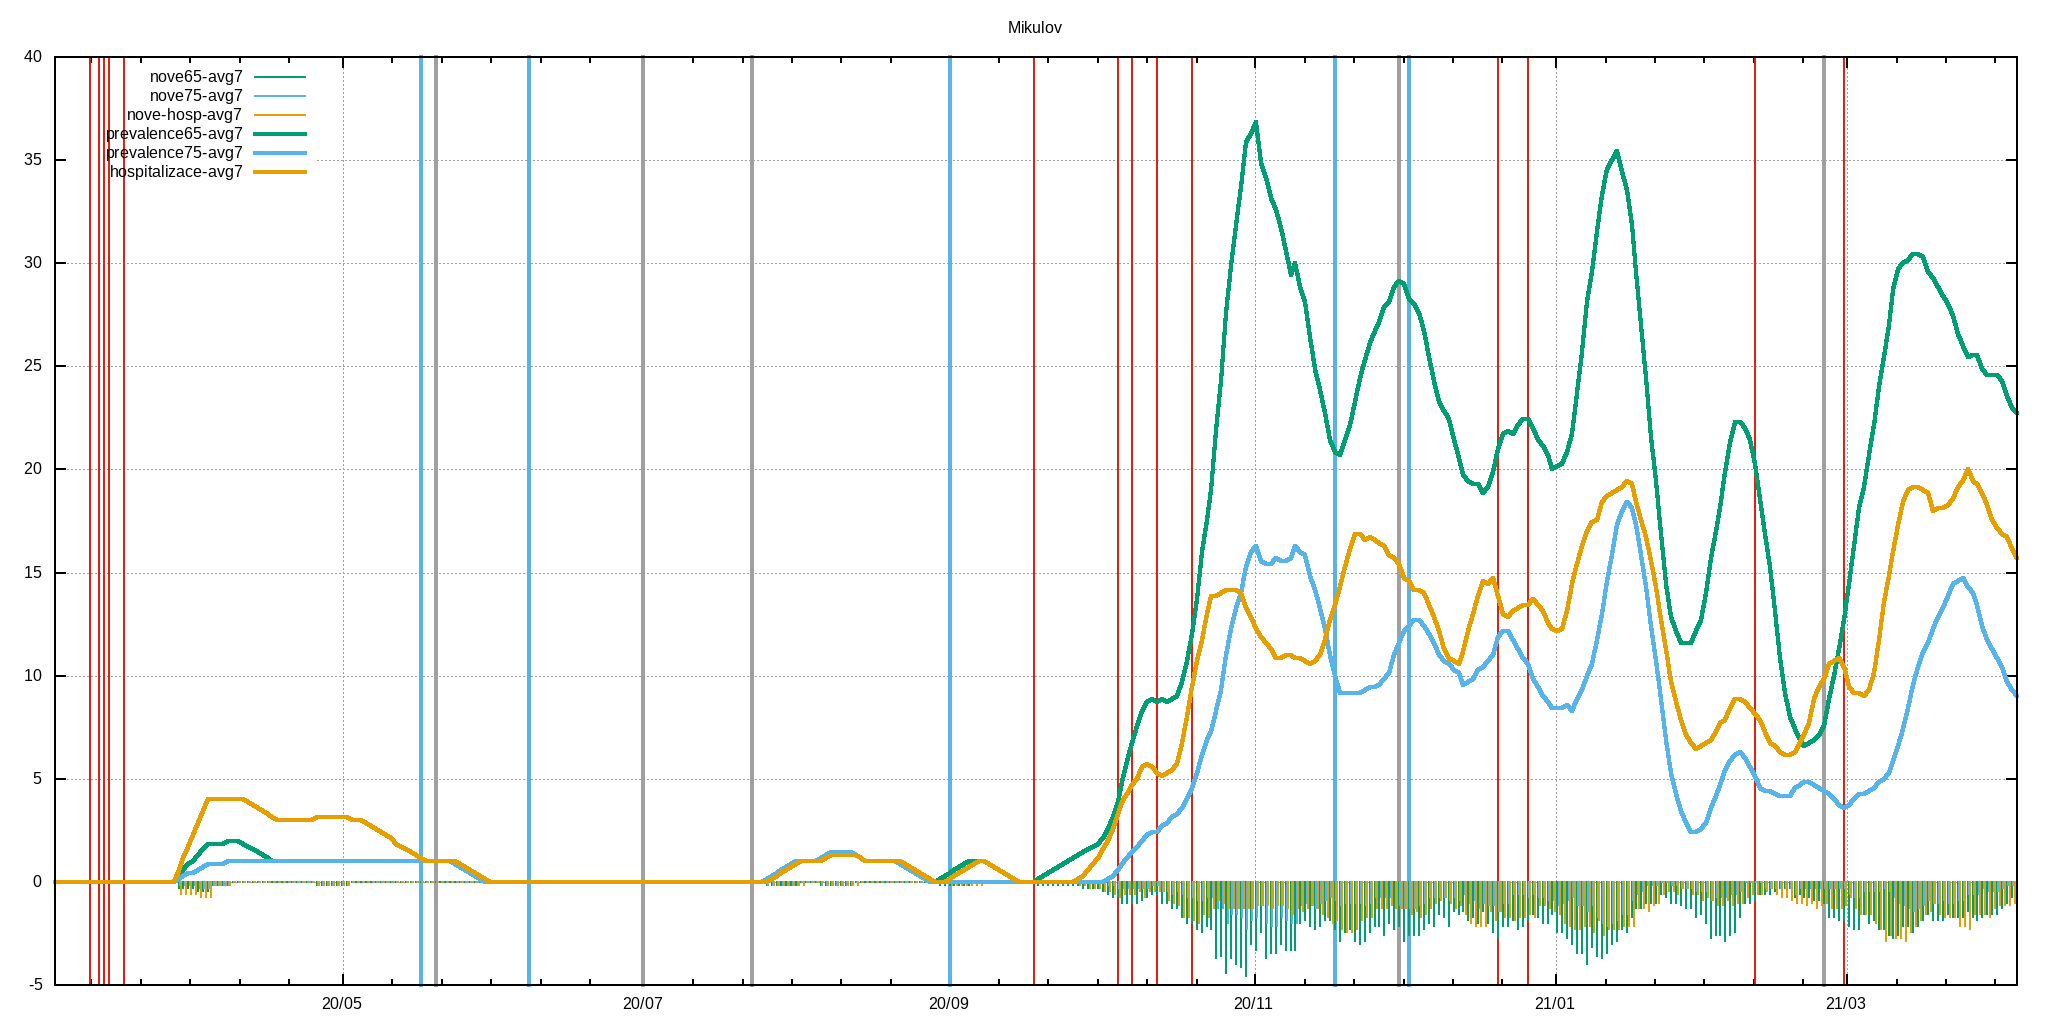 Mikulov
40
nove65-avg7
nove75-avg7
nove-hosp-avg7
prevalence65-avg7
prevalence75-avg7
hospitalizace-avg7
35
30
25
20
15
10
5
0
-5
20/05
20/07
20/09
20/11
21/01
21/03